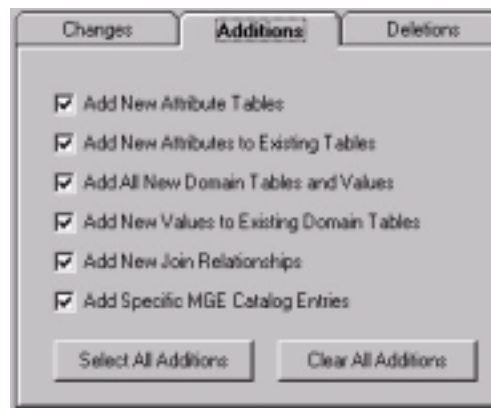 Changes Additions Deletions
Add New Attribute Tables
Add New Attributes to Existing Tables
Add All New Domain Tables and Values
Add New Values to Existing Domain Tables
Add New Join Relationships
Add Specific MGE Catalog Entries
Select All Additions Clear All Additions